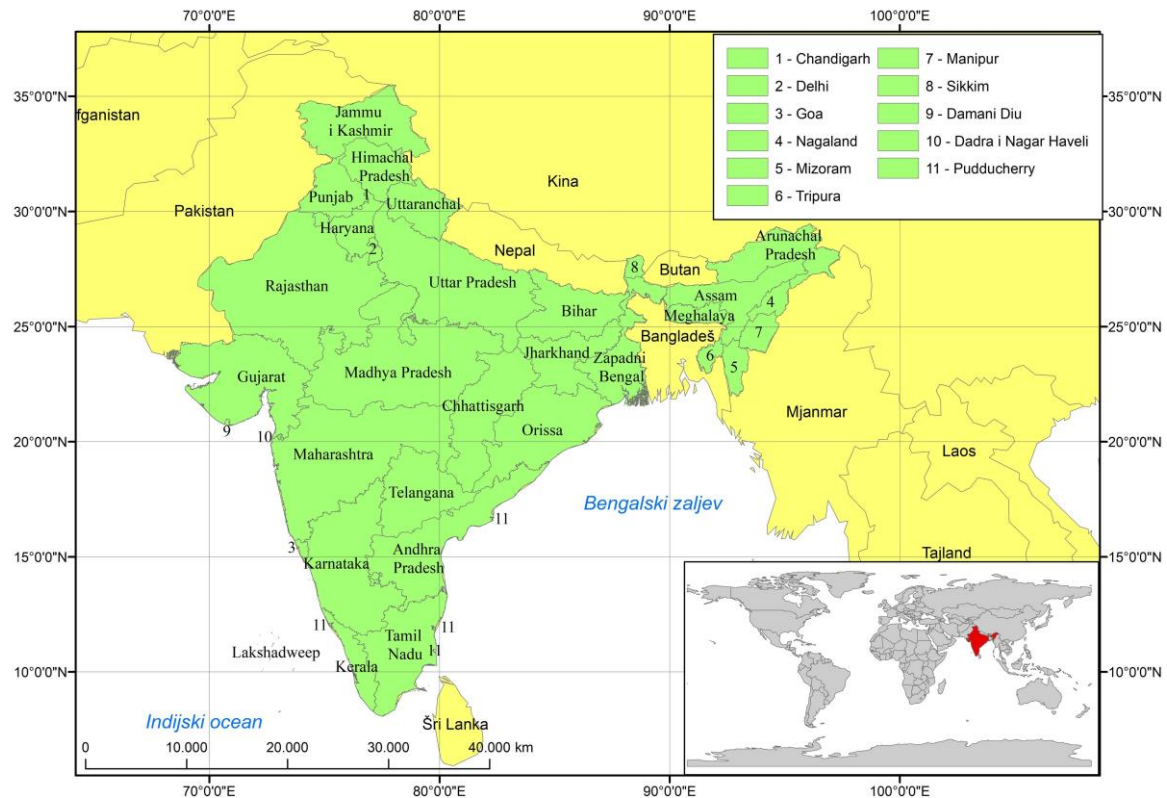 70°0'0"E 80°0'0"E 90°0'0"E 100°0'0"E
1 - Chandigarh
2 - Delhi
3 - Goa
4 - Nagaland
5 - Mizoram
6 - Tripura
7 - Manipur
8 - Sikkim
9 - Damani Diu
10 - Dadra i Nagar Haveli
11 - Pudducherry
35°0'0"N 35°0'0"N
fganistan
Jammu
i Kashmir
Himachal
Pradesh
Kina
Punjab
1
Uttaranchal
Pakistan
30°0'0"N 30°0'0"N
Haryana
2
Nepal
Arunachal
Pradesh
8
Butan
Rajasthan
Uttar Pradesh
Assam
4
Bihar
Meghalaya
25°0'0"N 25°0'0"N
Bangladeš
7
Jharkhand
Zapadni
Bengal
6
5
Gujarat
Madhya Pradesh
Chhattisgarh
Mjanmar
Orissa
9
10
20°0'0"N 20°0'0"N
Laos
Maharashtra
Telangana
Bengalski zaljev
11
3
15°0'0"N 15°0'0"N
Karnataka
Andhra
Pradesh
Tajland
11
11
Tamil
Nadu
11
Lakshadweep
Kerala
10°0'0"N 10°0'0"N
Indijski ocean
Šri Lanka
0 10.000 20.000 30.000 40.000 km
70°0'0"E 80°0'0"E 90°0'0"E 100°0'0"E